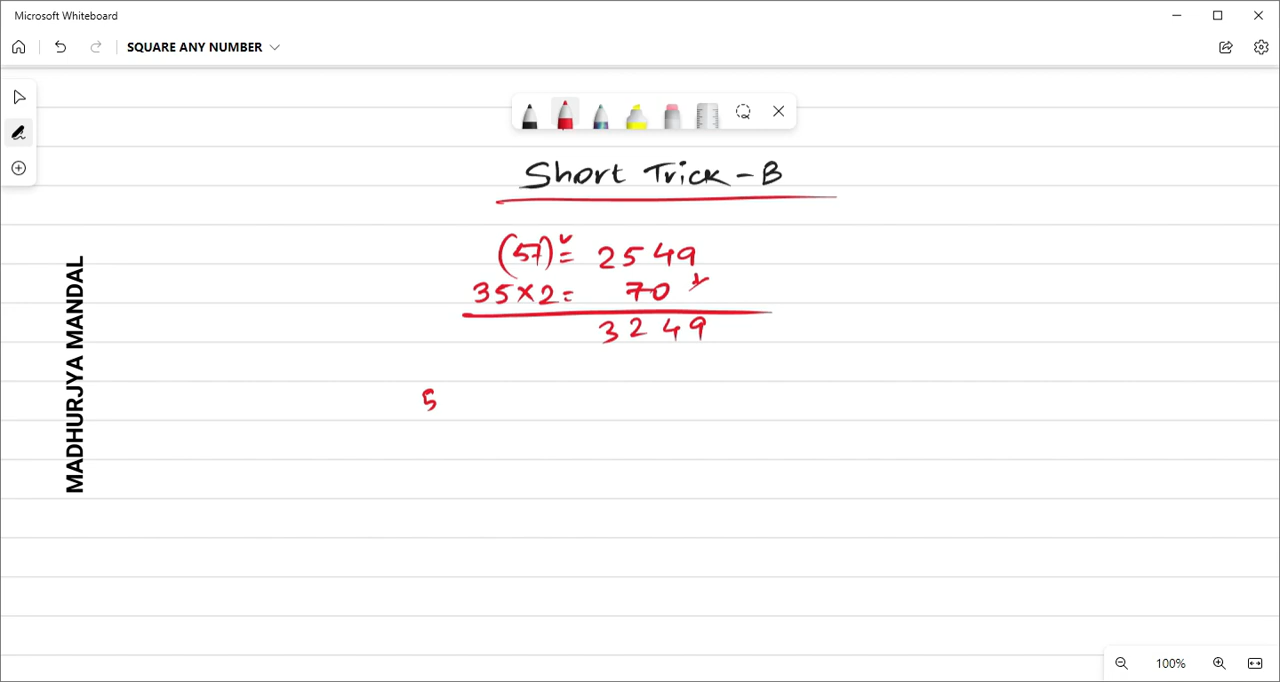 Microsoft Whiteboard
SQUARE ANY NUMBER
Short Trick - B
(57)² = 2549
35×2= 70 ×
3249
5
MADHURJYA MANDAL
100%